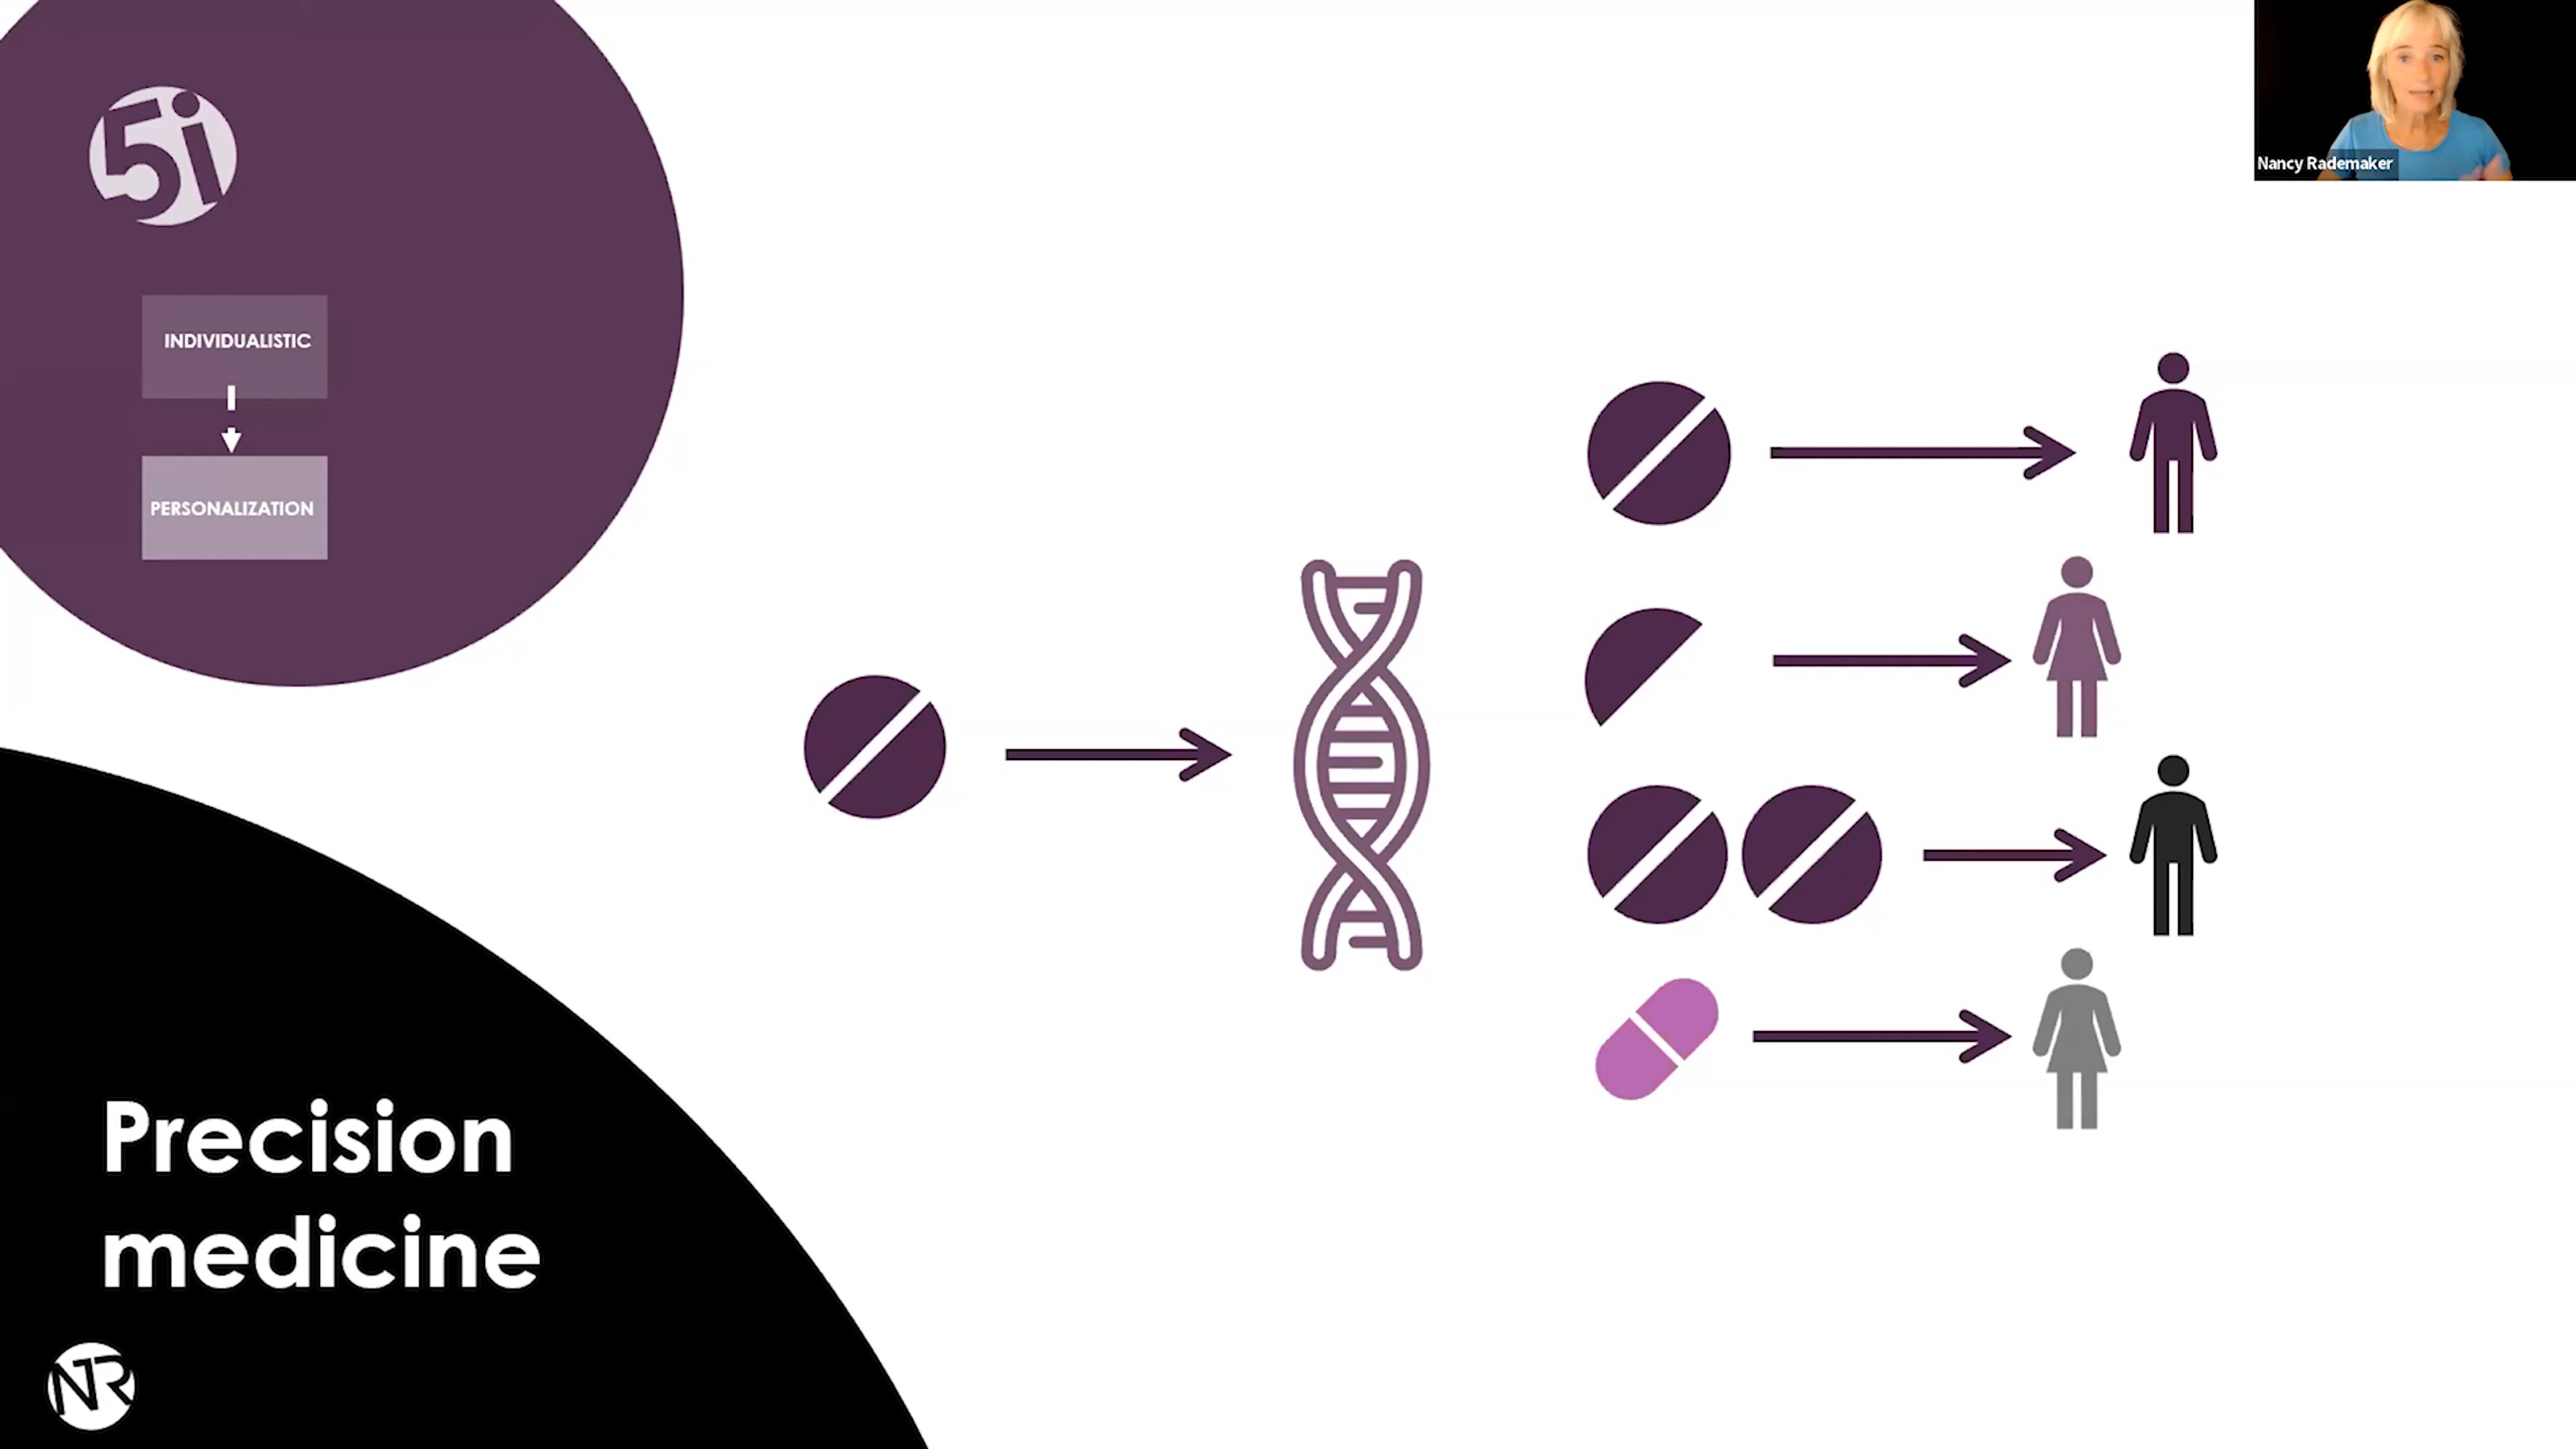 5i
INDIVIDUALISTIC
PERSONALIZATION
Precision
medicine
NR
Nancy Rademaker